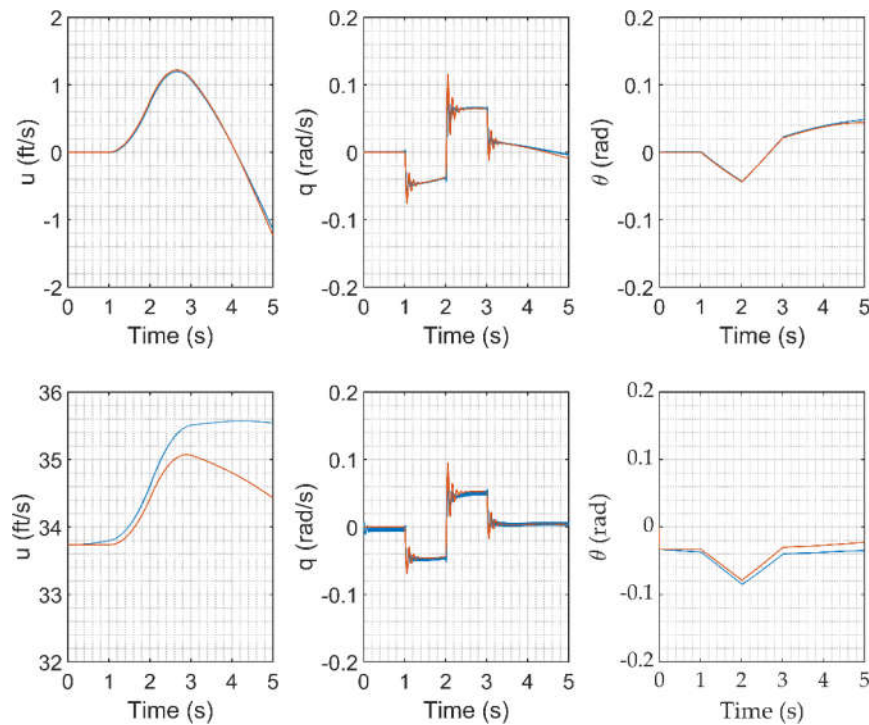 2
1
0
-1
-2
u (ft/s)
0 1 2 3 4 5
Time (s)
0.2
0.1
0
-0.1
-0.2
q (rad/s)
0 1 2 3 4 5
Time (s)
0.2
0.1
0
-0.1
-0.2
θ (rad)
0 1 2 3 4 5
Time (s)
36
35
34
33
32
u (ft/s)
0 1 2 3 4 5
Time (s)
0.2
0.1
0
-0.1
-0.2
q (rad/s)
0 1 2 3 4 5
Time (s)
0.2
0.1
0
-0.1
-0.2
θ (rad)
0 1 2 3 4 5
Time (s)